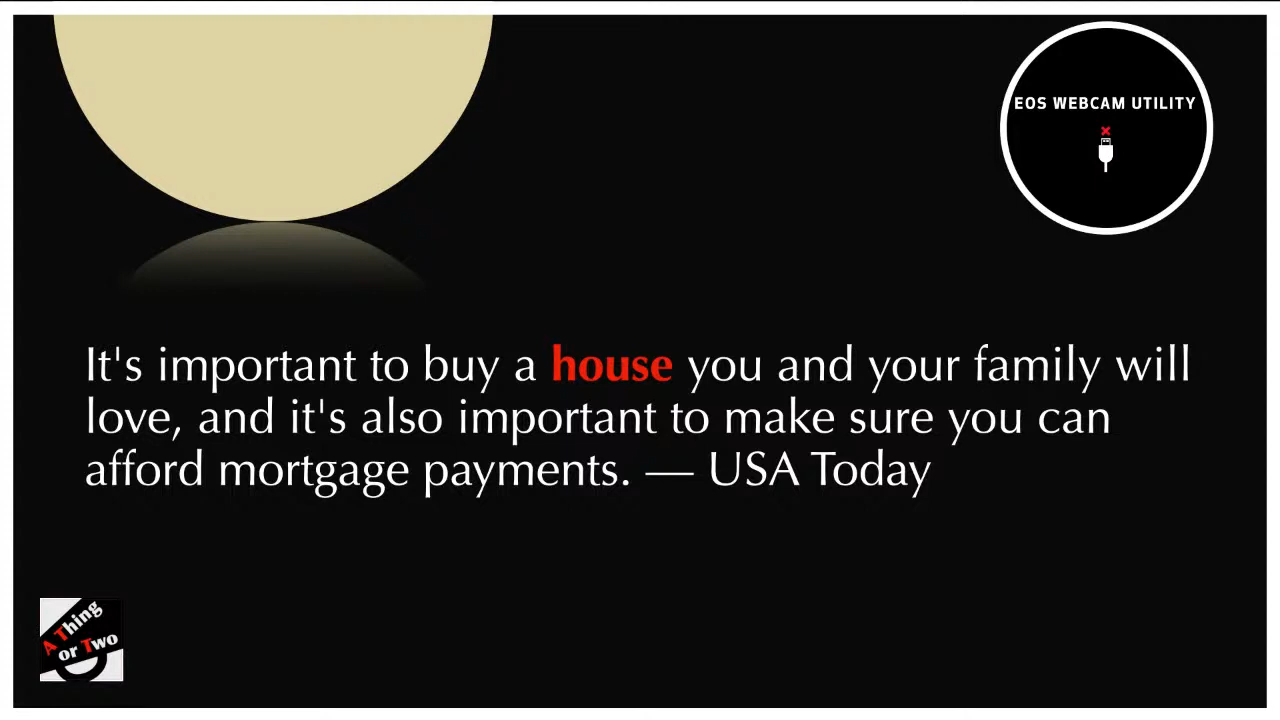 EOS WEBCAM UTILITY
It's important to buy a house you and your family will
love, and it's also important to make sure you can
afford mortgage payments. — USA Today
A Thing
or Two